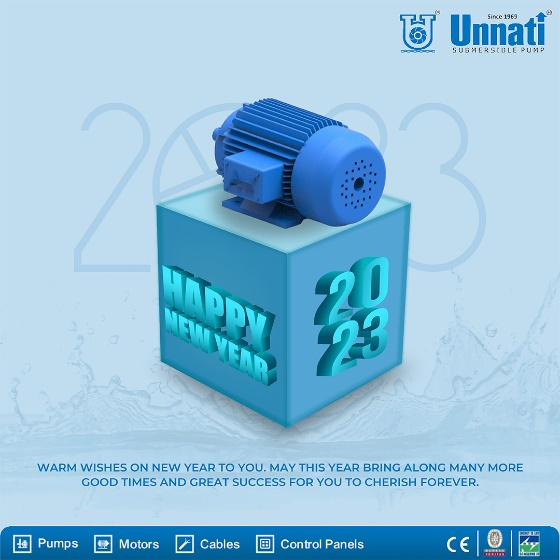 Since 1969
Unnati
SUBMERSIBLE PUMP
2023
HAPPY
NEW YEAR
20
23
WARM WISHES ON NEW YEAR TO YOU. MAY THIS YEAR BRING ALONG MANY MORE
GOOD TIMES AND GREAT SUCCESS FOR YOU TO CHERISH FOREVER.
Pumps Motors Cables Control Panels CE